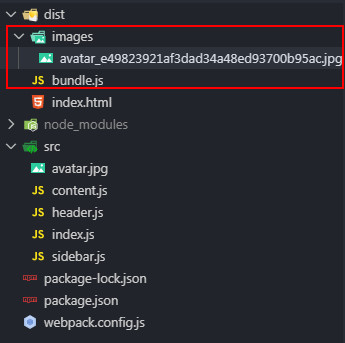 dist
images
avatar_e49823921af3dad34a48ed93700b95ac.jpg
JS bundle.js
index.html
node_modules
src
avatar.jpg
JS content.js
JS header.js
JS index.js
JS sidebar.js
package-lock.json
package.json
webpack.config.js